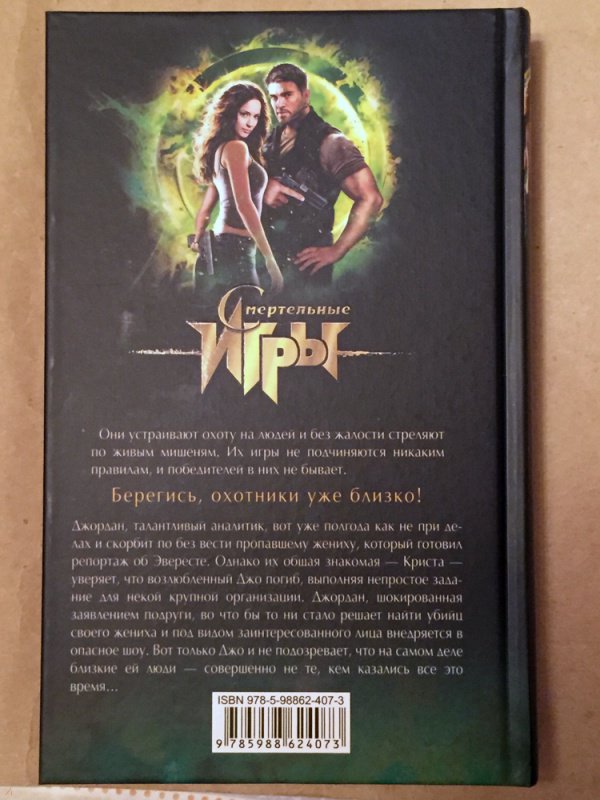 Смертельные
ИГРЫ
Они устраивают охоту на людей и без жалости стреляют
по живым мишеням. Их игры не подчиняются никаким
правилам, и победителей в них не бывает.
Берегись, охотники уже близко!
Джордан, талантливый аналитик, вот уже полгода как не при де-
лах и скорбит по без вести пропавшему жениху, который готовил
репортаж об Эвересте. Однако их общая знакомая — Криста —
уверяет, что возлюбленный Джо погиб, выполняя непростое зада-
ние для некой крупной организации. Джордан, шокированная
заявлением подруги, во что бы то ни стало решает найти убийц
своего жениха и под видом заинтересованного лица внедряется в
опасное шоу. Вот только Джо и не подозревает, что на самом деле
близкие ей люди — совершенно не те, кем казались все это
время...
ISBN 978-5-98862-407-3
9 785988 624073